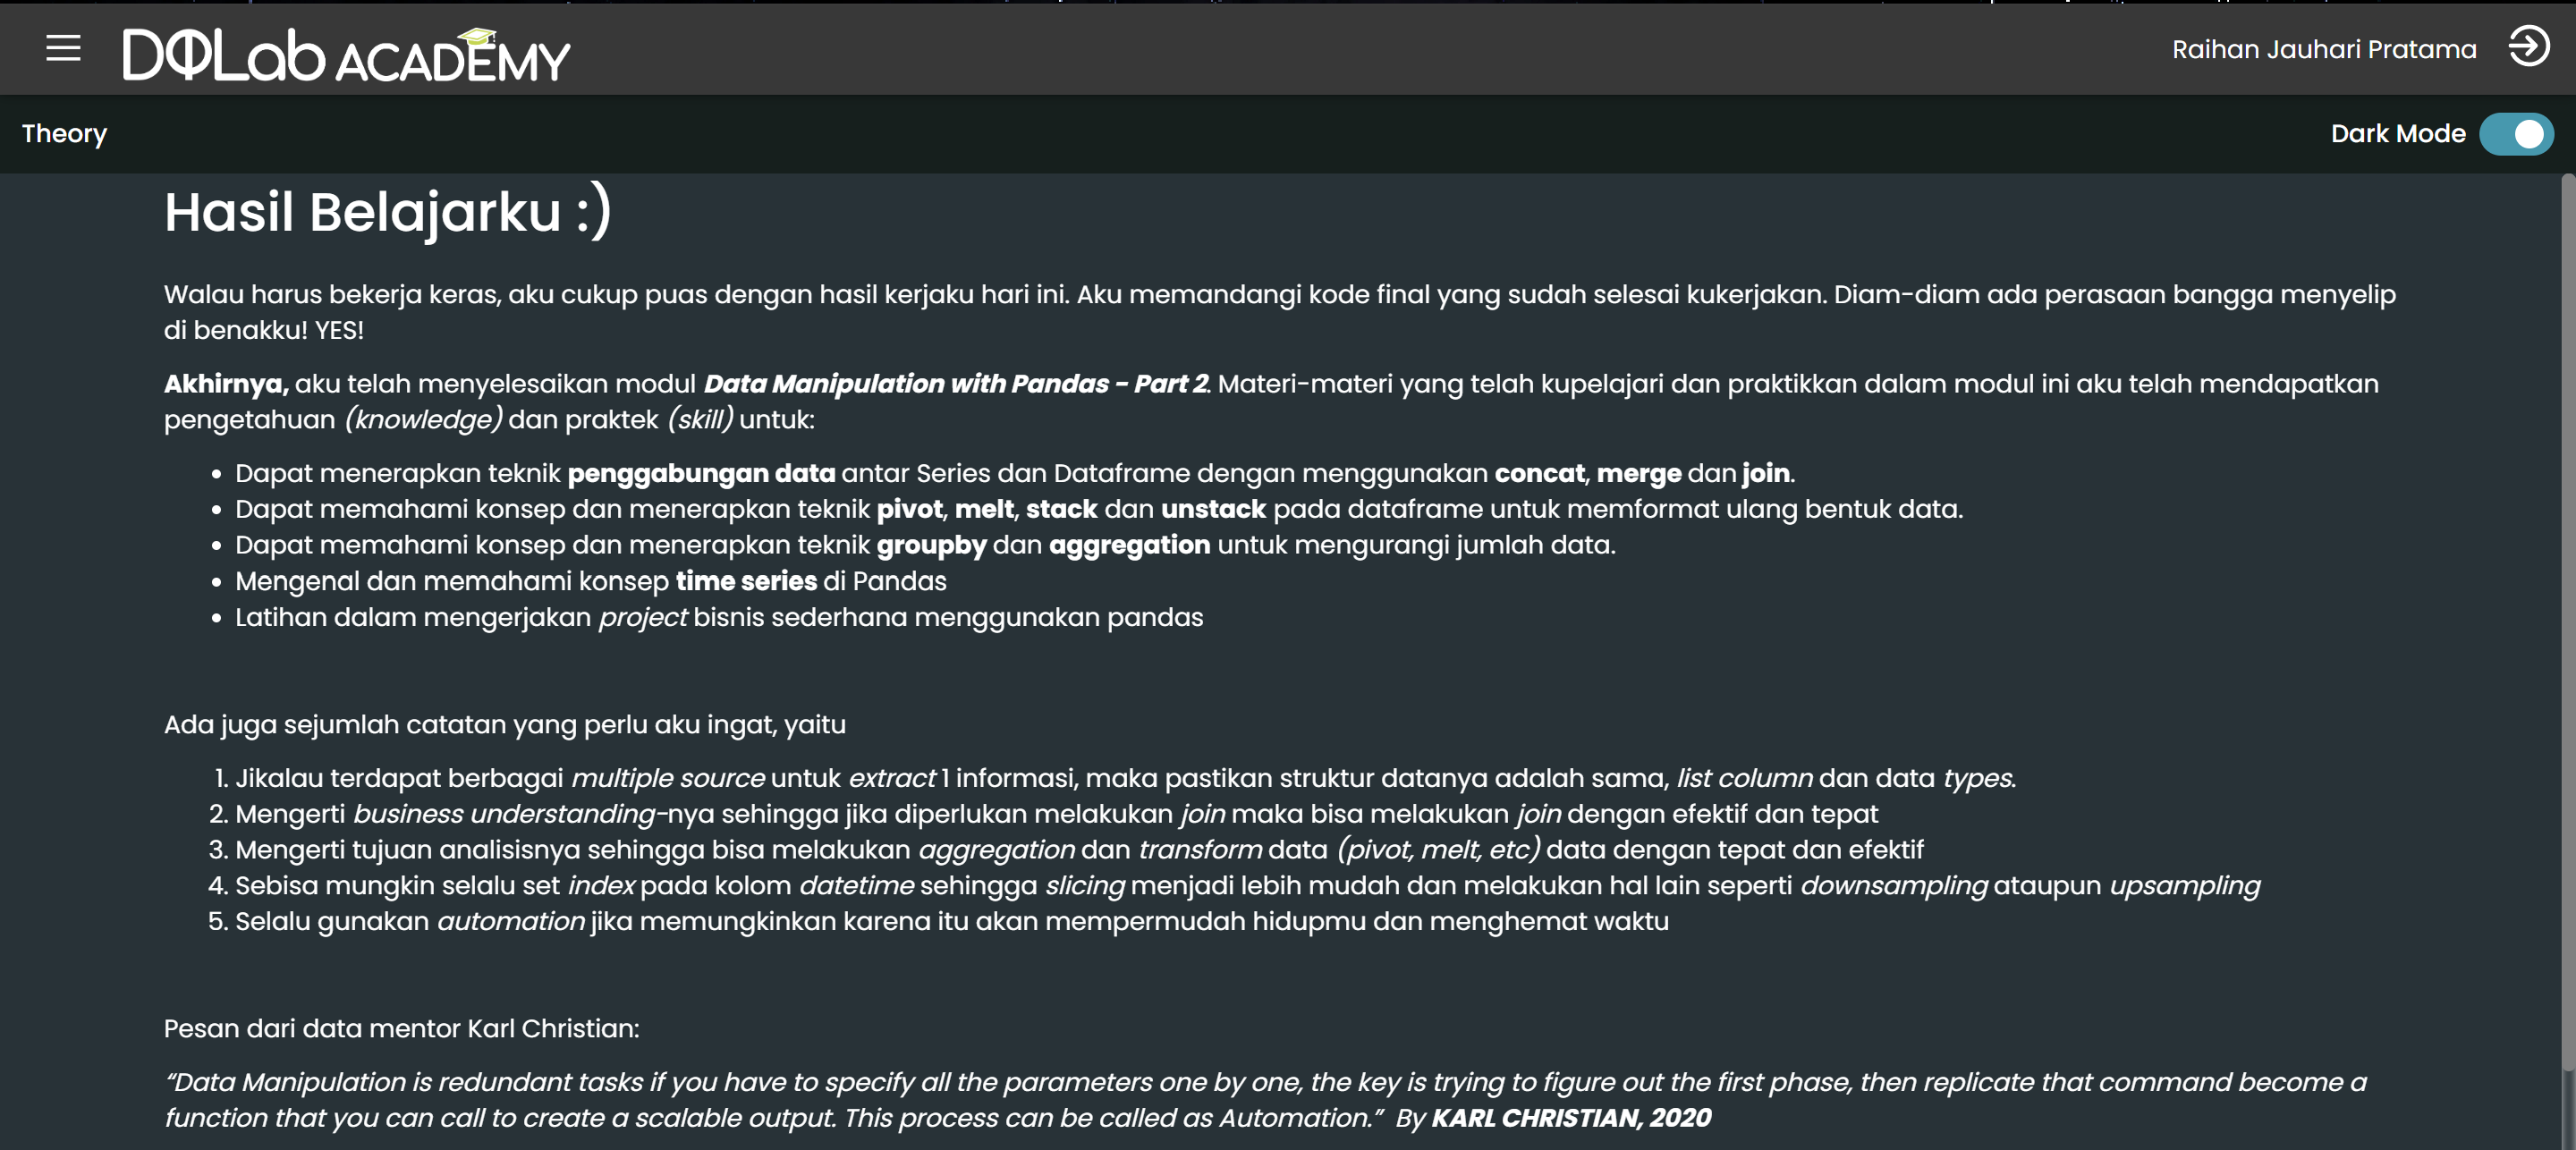 DQLab ACADEMY
Raihan Jauhari Pratama
Theory
Dark Mode
Hasil Belajarku :)
Walau harus bekerja keras, aku cukup puas dengan hasil kerjaku hari ini. Aku memandangi kode final yang sudah selesai kukerjakan. Diam-diam ada perasaan bangga menyelip
di benakku! YES!
Akhirnya, aku telah menyelesaikan modul Data Manipulation with Pandas - Part 2. Materi-materi yang telah kupelajari dan praktikkan dalam modul ini aku telah mendapatkan
pengetahuan (knowledge) dan praktek (skill) untuk:
• Dapat menerapkan teknik penggabungan data antar Series dan Dataframe dengan menggunakan concat, merge dan join.
• Dapat memahami konsep dan menerapkan teknik pivot, melt, stack dan unstack pada dataframe untuk memformat ulang bentuk data.
• Dapat memahami konsep dan menerapkan teknik groupby dan aggregation untuk mengurangi jumlah data.
• Mengenal dan memahami konsep time series di Pandas
• Latihan dalam mengerjakan project bisnis sederhana menggunakan pandas
Ada juga sejumlah catatan yang perlu aku ingat, yaitu
1. Jikalau terdapat berbagai multiple source untuk extract 1 informasi, maka pastikan struktur datanya adalah sama, list column dan data types.
2. Mengerti business understanding-nya sehingga jika diperlukan melakukan join maka bisa melakukan join dengan efektif dan tepat
3. Mengerti tujuan analisisnya sehingga bisa melakukan aggregation dan transform data (pivot, melt, etc) data dengan tepat dan efektif
4. Sebisa mungkin selalu set index pada kolom datetime sehingga slicing menjadi lebih mudah dan melakukan hal lain seperti downsampling ataupun upsampling
5. Selalu gunakan automation jika memungkinkan karena itu akan mempermudah hidupmu dan menghemat waktu
Pesan dari data mentor Karl Christian:
“Data Manipulation is redundant tasks if you have to specify all the parameters one by one, the key is trying to figure out the first phase, then replicate that command become a
function that you can call to create a scalable output. This process can be called as Automation.” By KARL CHRISTIAN, 2020